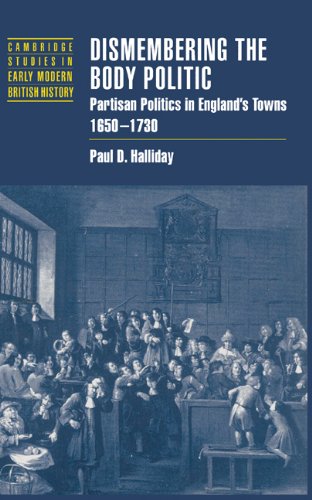 CAMBRIDGE
STUDIES IN
EARLY MODERN
BRITISH HISTORY
DISMEMBERING THE
BODY POLITIC
Partisan Politics in England's Towns
1650–1730
Paul D. Halliday